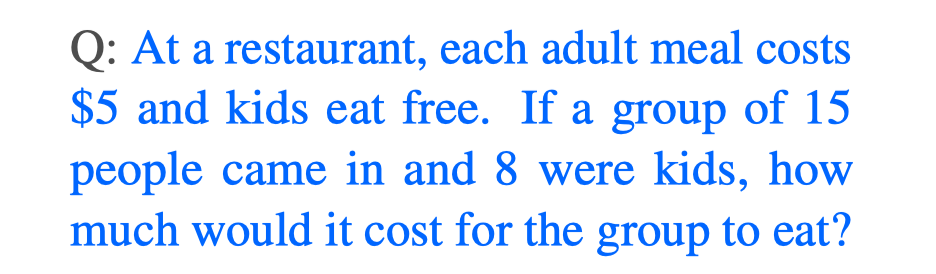 Q: At a restaurant, each adult meal costs
$5 and kids eat free. If a group of 15
people came in and 8 were kids, how
much would it cost for the group to eat?